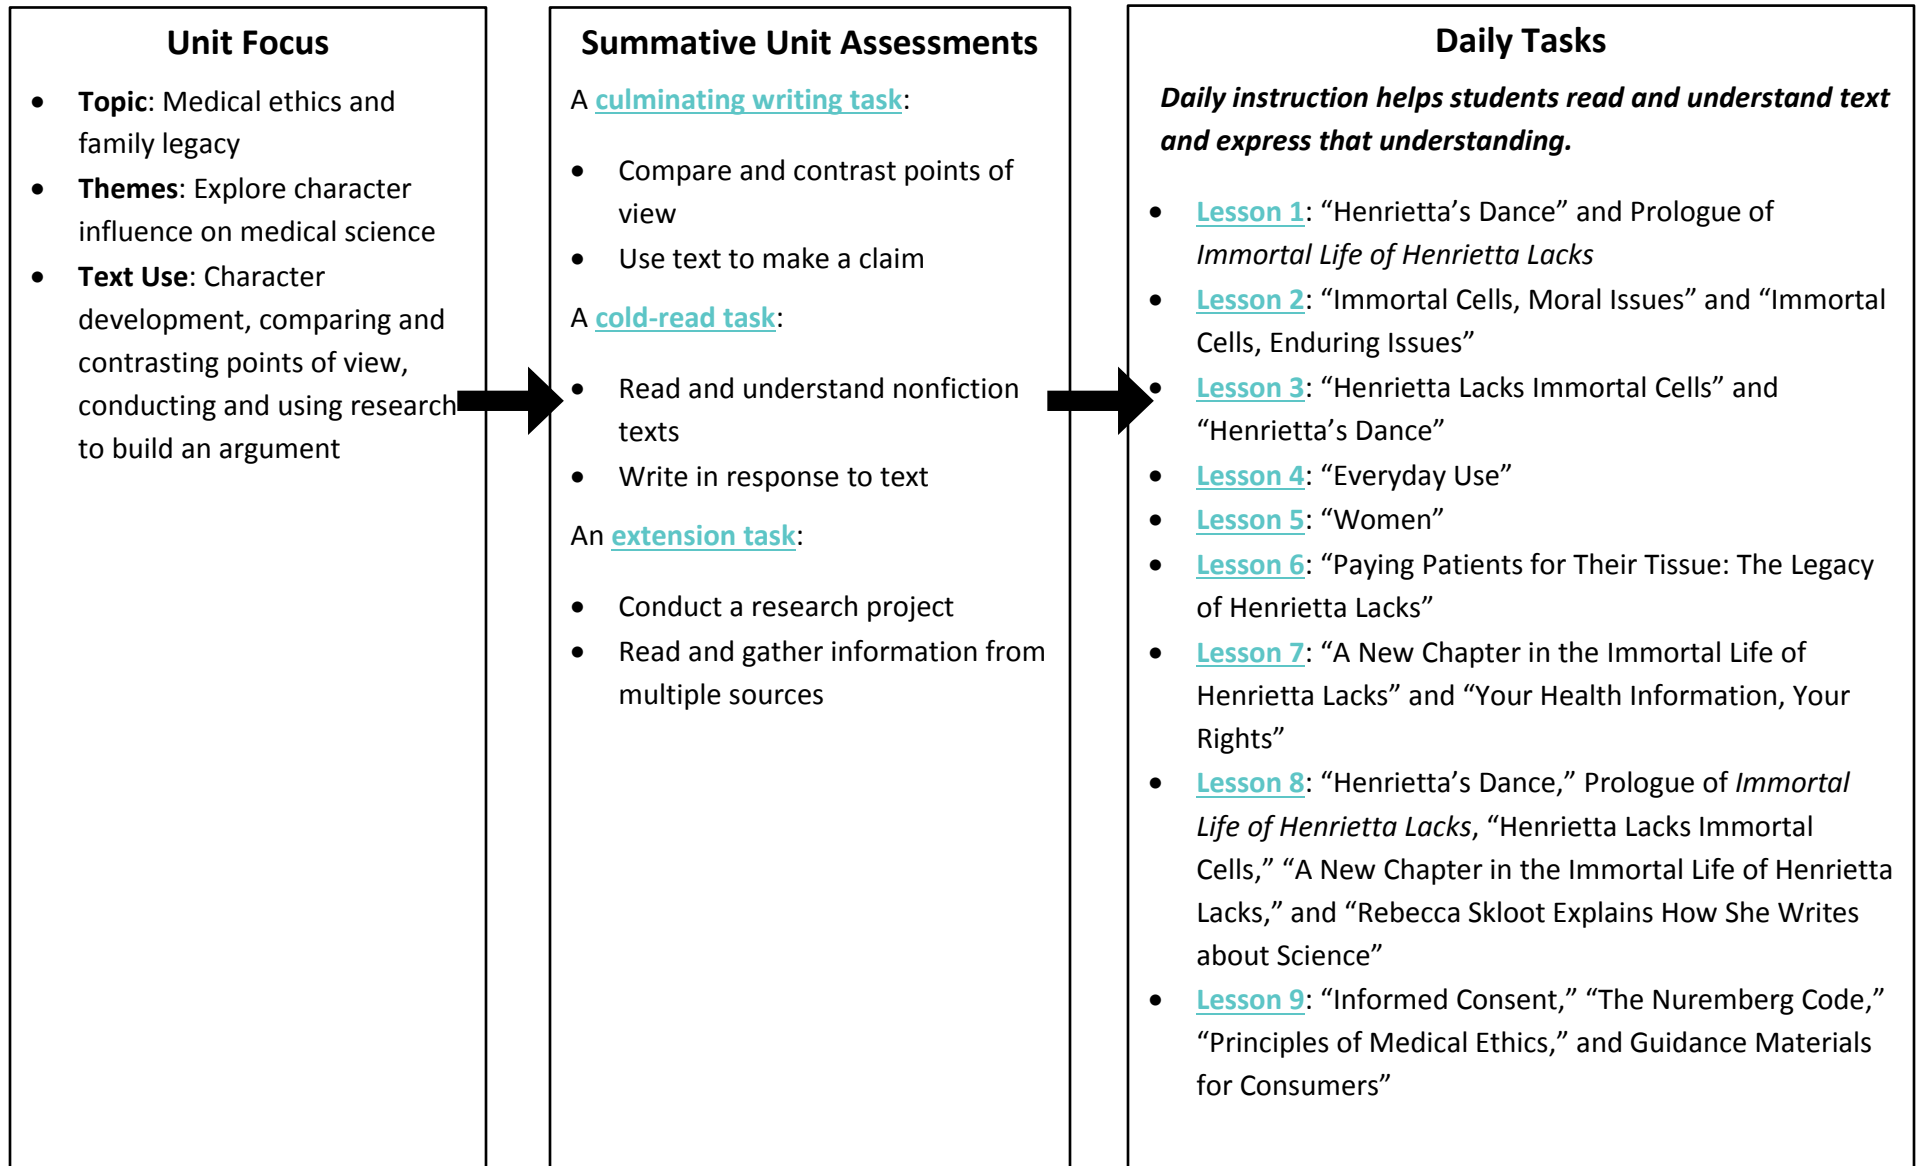 Unit Focus
• Topic: Medical ethics and
family legacy
• Themes: Explore character
influence on medical science
• Text Use: Character
development, comparing and
contrasting points of view,
conducting and using research
to build an argument
Summative Unit Assessments
A culminating writing task:
• Compare and contrast points of
view
• Use text to make a claim
A cold-read task:
• Read and understand nonfiction
texts
• Write in response to text
An extension task:
• Conduct a research project
• Read and gather information from
multiple sources
Daily Tasks
Daily instruction helps students read and understand text
and express that understanding.
• Lesson 1: “Henrietta’s Dance” and Prologue of
Immortal Life of Henrietta Lacks
• Lesson 2: “Immortal Cells, Moral Issues” and “Immortal
Cells, Enduring Issues”
• Lesson 3: “Henrietta Lacks Immortal Cells” and
“Henrietta’s Dance”
• Lesson 4: “Everyday Use”
• Lesson 5: “Women”
• Lesson 6: “Paying Patients for Their Tissue: The Legacy
of Henrietta Lacks”
• Lesson 7: “A New Chapter in the Immortal Life of
Henrietta Lacks” and “Your Health Information, Your
Rights”
• Lesson 8: “Henrietta’s Dance,” Prologue of Immortal
Life of Henrietta Lacks, “Henrietta Lacks Immortal
Cells,” “A New Chapter in the Immortal Life of Henrietta
Lacks,” and “Rebecca Skloot Explains How She Writes
about Science”
• Lesson 9: “Informed Consent,” “The Nuremberg Code,”
“Principles of Medical Ethics,” and Guidance Materials
for Consumers”